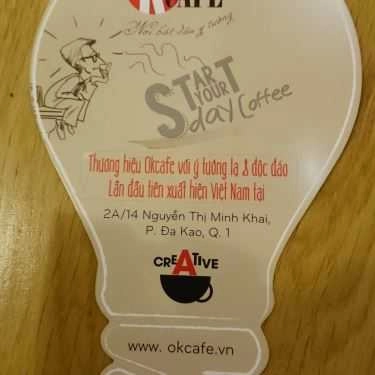 KAFE
Nơi bắt đầu ý tưởng
START
YOUR
day Coffee
Thương hiệu Okcafe với ý tưởng lạ & độc đáo
Lần đầu tiên xuất hiện Việt Nam tại
2A/14 Nguyễn Thị Minh Khai,
P. Đa Kao, Q. 1
CREATIVE
www. okcafe.vn